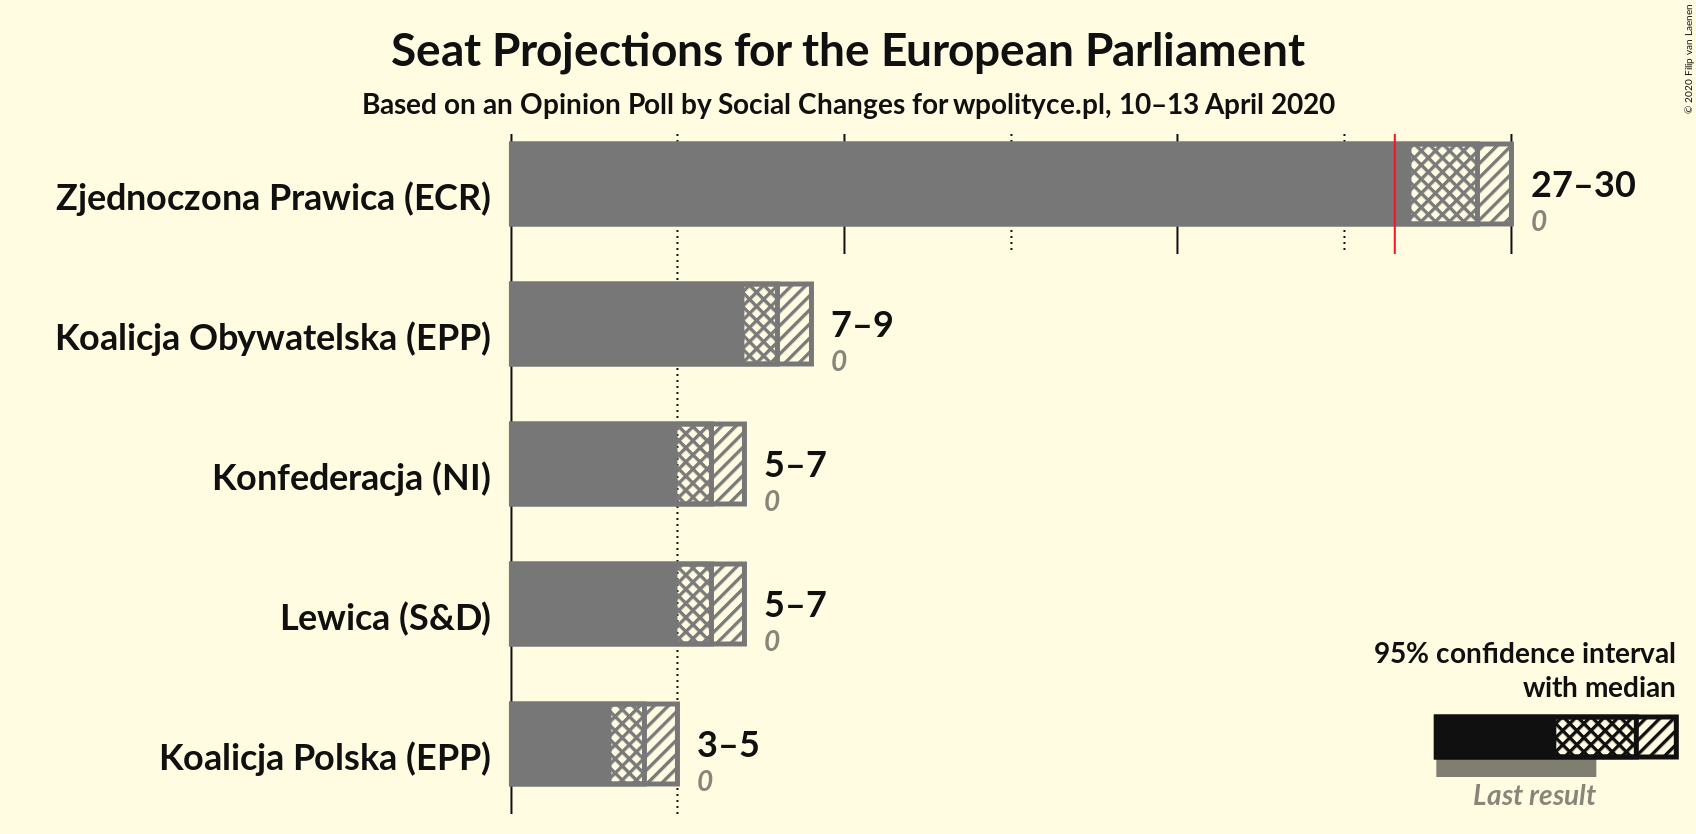 Seat Projections for the European Parliament
Based on an Opinion Poll by Social Changes for wpolityce.pl, 10–13 April 2020
© 2020 Filip van Laenen
Zjednoczona Prawica (ECR)
27–30
0
Koalicja Obywatelska (EPP)
7–9
0
Konfederacja (NI)
5–7
0
Lewica (S&D)
5–7
0
Koalicja Polska (EPP)
3–5
0
95% confidence interval
with median
Last result